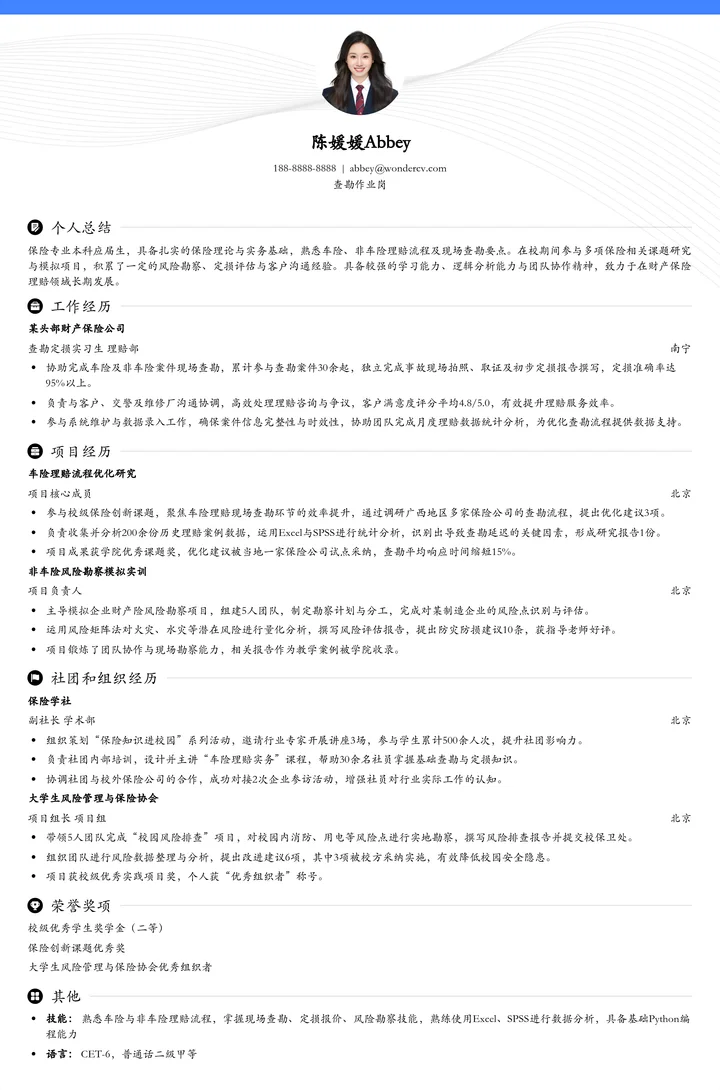 陈媛媛Abbey
188-8888-8888 | abbey@wondercv.com
查勘作业岗
个人总结
保险专业本科应届生，具备扎实的保险理论与实务基础，熟悉车险、非车险理赔流程及现场查勘要点。在校期间参与多项保险相关课题研究
与模拟项目，积累了一定的风险勘察、定损评估与客户沟通经验。具备较强的学习能力、逻辑分析能力与团队协作精神，致力于在财产保险
理赔领域长期发展。
工作经历
某头部财产保险公司
查勘定损实习生 理赔部 南宁
• 协助完成车险及非车险案件现场查勘，累计参与查勘案件30余起，独立完成事故现场拍照、取证及初步定损报告撰写，定损准确率达
95%以上。
• 负责与客户、交警及维修厂沟通协调，高效处理理赔咨询与争议，客户满意度评分平均4.8/5.0，有效提升理赔服务效率。
• 参与系统维护与数据录入工作，确保案件信息完整性与时效性，协助团队完成月度理赔数据统计分析，为优化查勘流程提供数据支持。
项目经历
车险理赔流程优化研究
项目核心成员 北京
• 参与校级保险创新课题，聚焦车险理赔现场查勘环节的效率提升，通过调研广西地区多家保险公司的查勘流程，提出优化建议3项。
• 负责收集并分析200余份历史理赔案例数据，运用Excel与SPSS进行统计分析，识别出导致查勘延迟的关键因素，形成研究报告1份。
• 项目成果获学院优秀课题奖，优化建议被当地一家保险公司试点采纳，查勘平均响应时间缩短15%。
非车险风险勘察模拟实训
项目负责人 北京
• 主导模拟企业财产险风险勘察项目，组建5人团队，制定勘察计划与分工，完成对某制造企业的风险点识别与评估。
• 运用风险矩阵法对火灾、水灾等潜在风险进行量化分析，撰写风险评估报告，提出防灾防损建议10条，获指导老师好评。
• 项目锻炼了团队协作与现场勘察能力，相关报告作为教学案例被学院收录。
社团和组织经历
保险学社
副社长 学术部 北京
• 组织策划“保险知识进校园”系列活动，邀请行业专家开展讲座3场，参与学生累计500余人次，提升社团影响力。
• 负责社团内部培训，设计并主讲“车险理赔实务”课程，帮助30余名社员掌握基础查勘与定损知识。
• 协调社团与校外保险公司的合作，成功对接2次企业参访活动，增强社员对行业实际工作的认知。
大学生风险管理与保险协会
项目组长 项目组 北京
• 带领5人团队完成“校园风险排查”项目，对校园内消防、用电等风险点进行实地勘察，撰写风险排查报告并提交校保卫处。
• 组织团队进行风险数据整理与分析，提出改进建议6项，其中3项被校方采纳实施，有效降低校园安全隐患。
• 项目获校级优秀实践项目奖，个人获“优秀组织者”称号。
荣誉奖项
校级优秀学生奖学金（二等）
保险创新课题优秀奖
大学生风险管理与保险协会优秀组织者
其他
• 技能： 熟悉车险与非车险理赔流程，掌握现场查勘、定损报价、风险勘察技能，熟练使用Excel、SPSS进行数据分析，具备基础Python编
程能力
• 语言： CET-6，普通话二级甲等